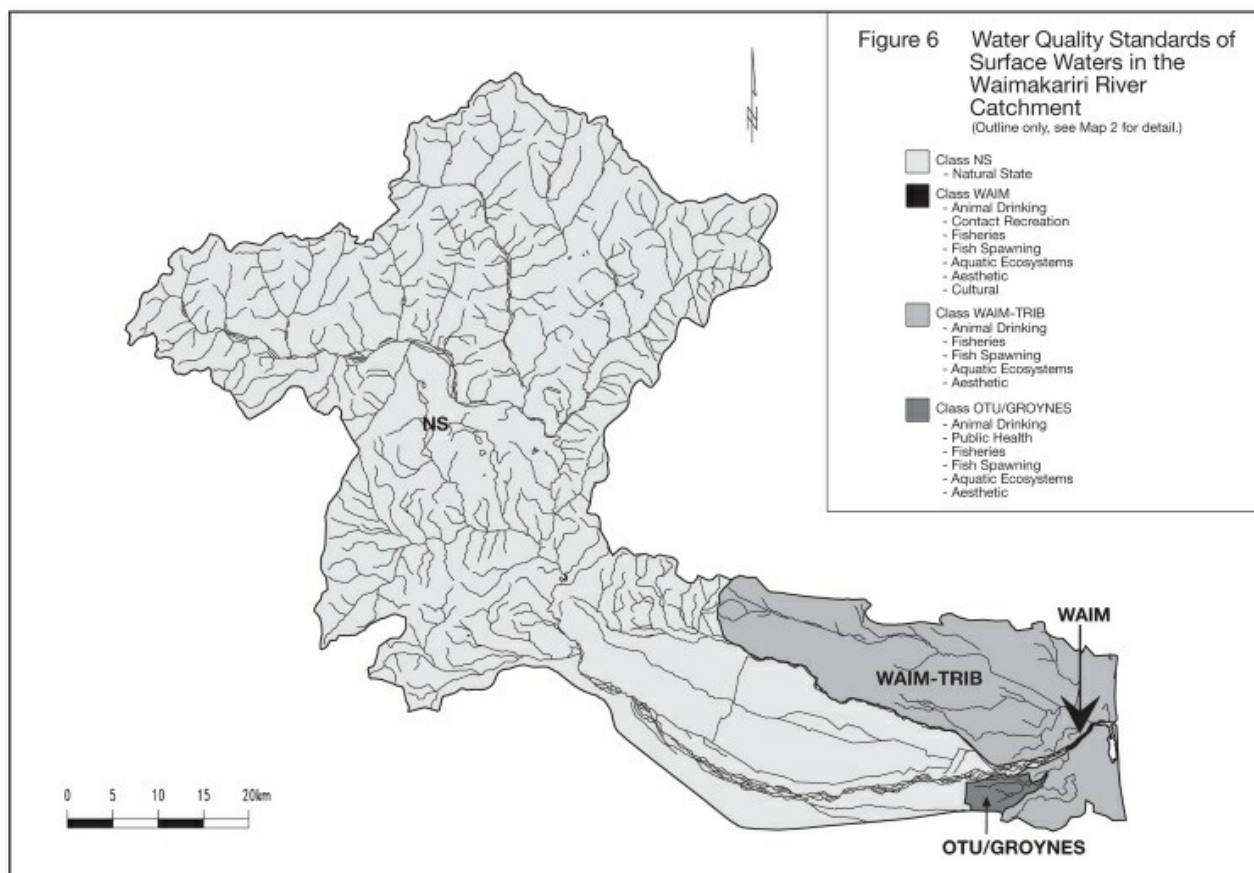 Figure 6 Water Quality Standards of
Surface Waters in the
Waimakariri River
Catchment
(Outline only, see Map 2 for detail.)
Class NS
- Natural State
Class WAIM
- Animal Drinking
- Contact Recreation
- Fisheries
- Fish Spawning
- Aquatic Ecosystems
- Aesthetic
- Cultural
Class WAIM-TRIB
- Animal Drinking
- Fisheries
- Fish Spawning
- Aquatic Ecosystems
- Aesthetic
Class OTU/GROYNES
- Animal Drinking
- Public Health
- Fisheries
- Fish Spawning
- Aquatic Ecosystems
- Aesthetic
N
NS
WAIM
WAIM-TRIB
0 5 10 15 20km
OTU/GROYNES